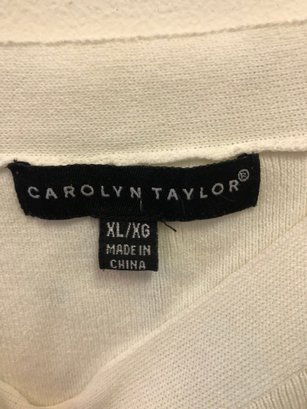 CAROLYN TAYLOR®
XL/XG
MADE IN
CHINA